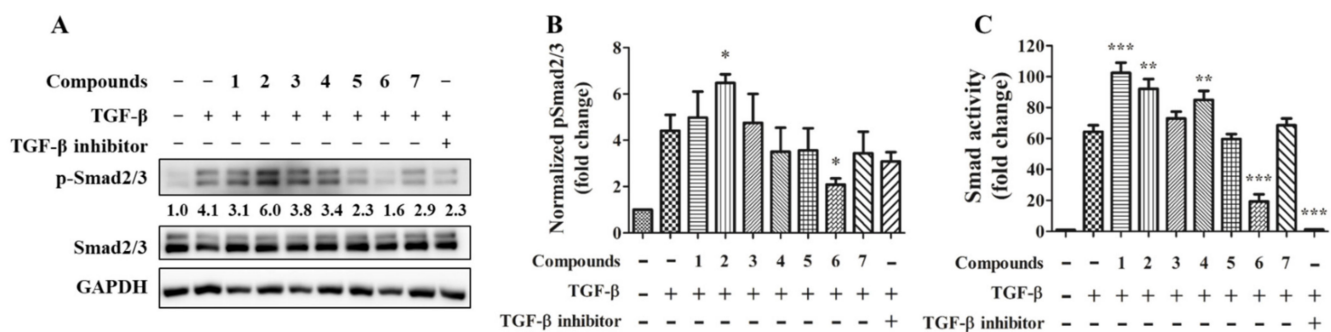 A
Compounds – – 1 2 3 4 5 6 7 –
TGF-β – + + + + + + + + +
TGF-β inhibitor +
p-Smad2/3
1.0 4.1 3.1 6.0 3.8 3.4 2.3 1.6 2.9 2.3
Smad2/3
GAPDH
B
Normalized pSmad2/3
(fold change)
8
6
4
2
0
*
*
Compounds – – 1 2 3 4 5 6 7 –
TGF-β – + + + + + + + + +
TGF-β inhibitor – – – – – – – – – +
C
Smad activity
(fold change)
120
100
80
60
40
20
0
***
**
**
***
***
Compounds – – 1 2 3 4 5 6 7 –
TGF-β – + + + + + + + + +
TGF-β inhibitor – – – – – – – – – +